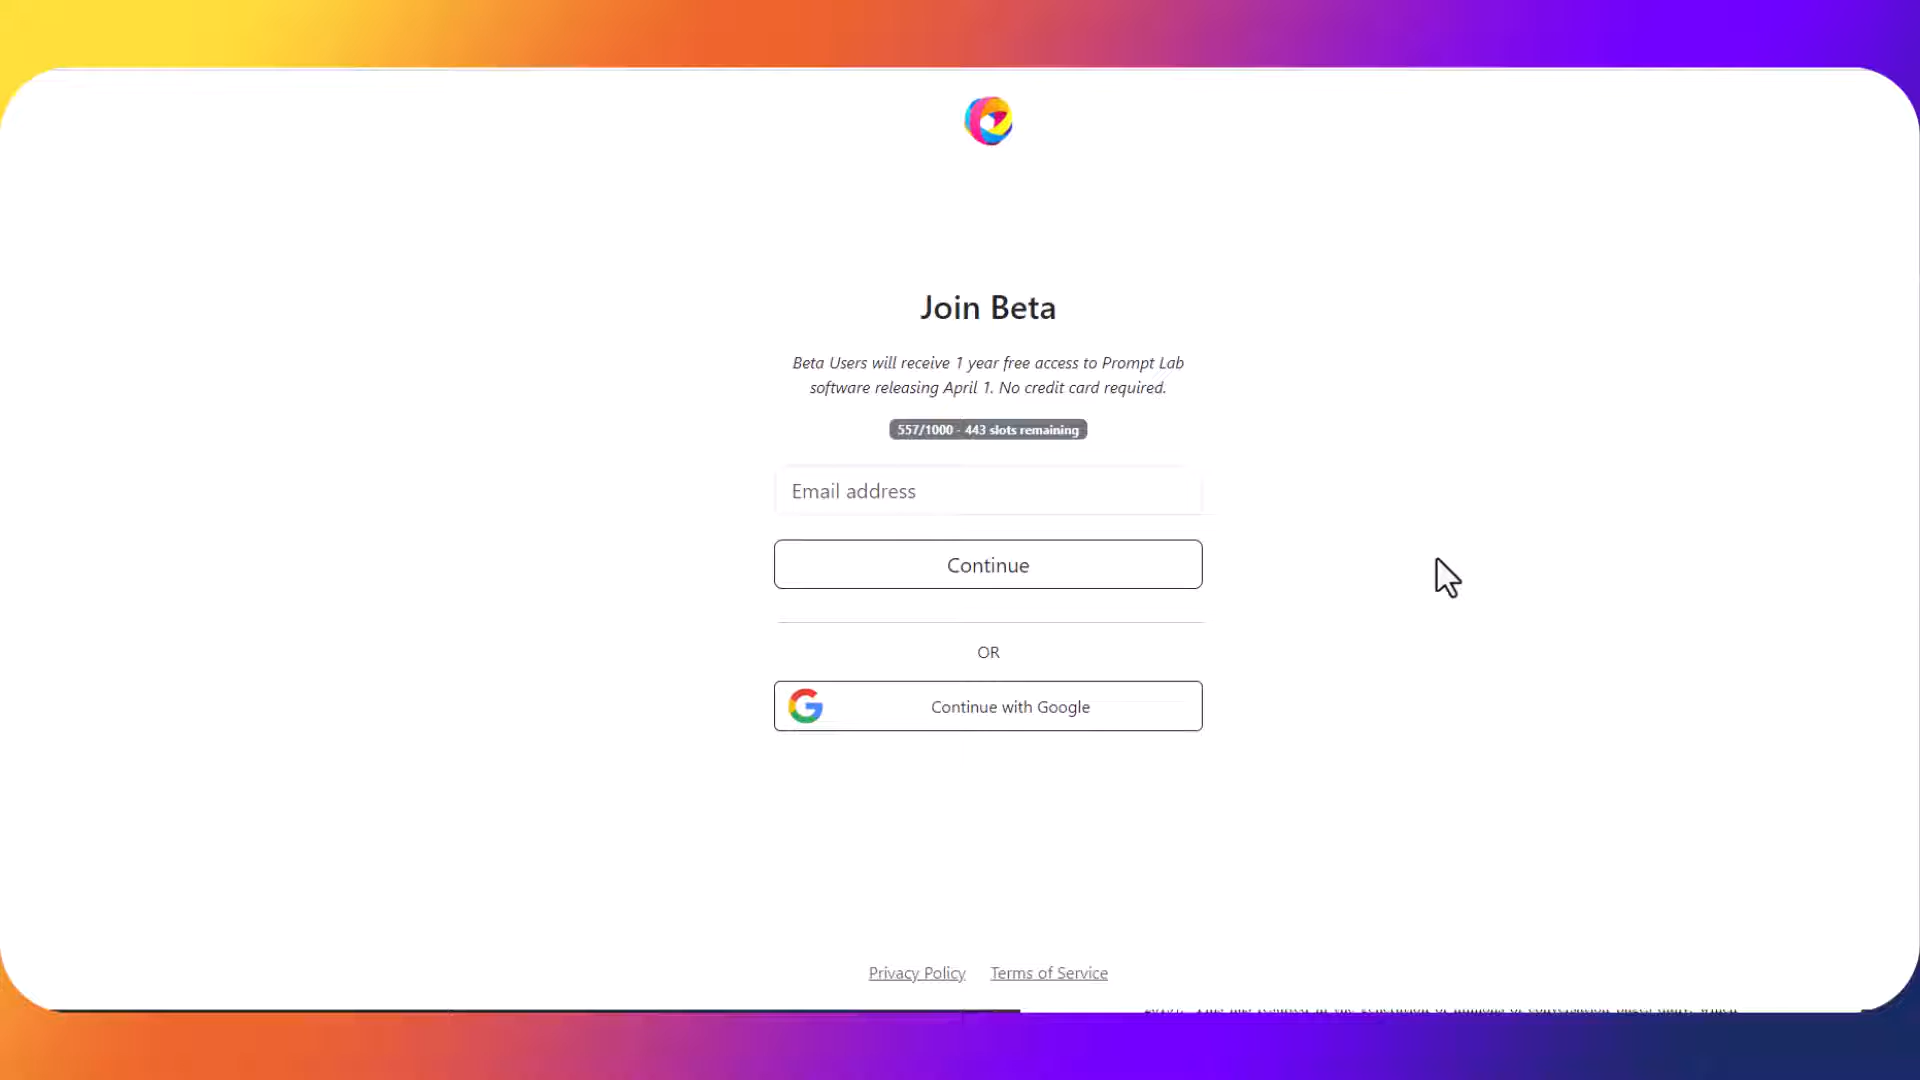 Join Beta
Beta Users will receive 1 year free access to Prompt Lab
software releasing April 1. No credit card required.
557/1000 - 443 slots remaining
Email address
Continue
OR
Continue with Google
Privacy Policy Terms of Service